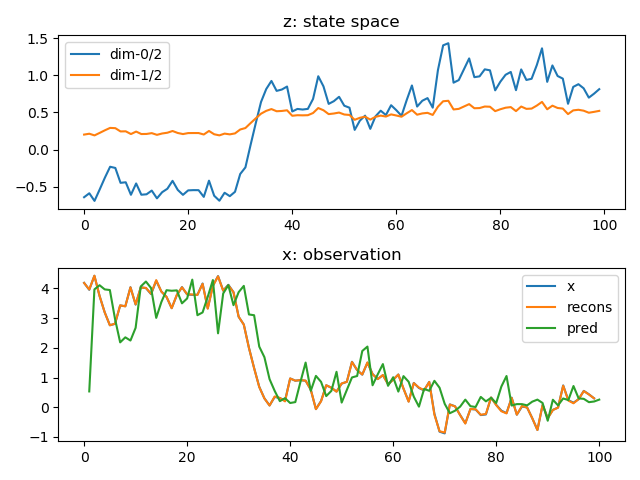 z: state space
dim-0/2
dim-1/2
1.5
1.0
0.5
0.0
−0.5
0 20 40 60 80 100
x: observation
x
recons
pred
4
3
2
1
0
−1
0 20 40 60 80 100